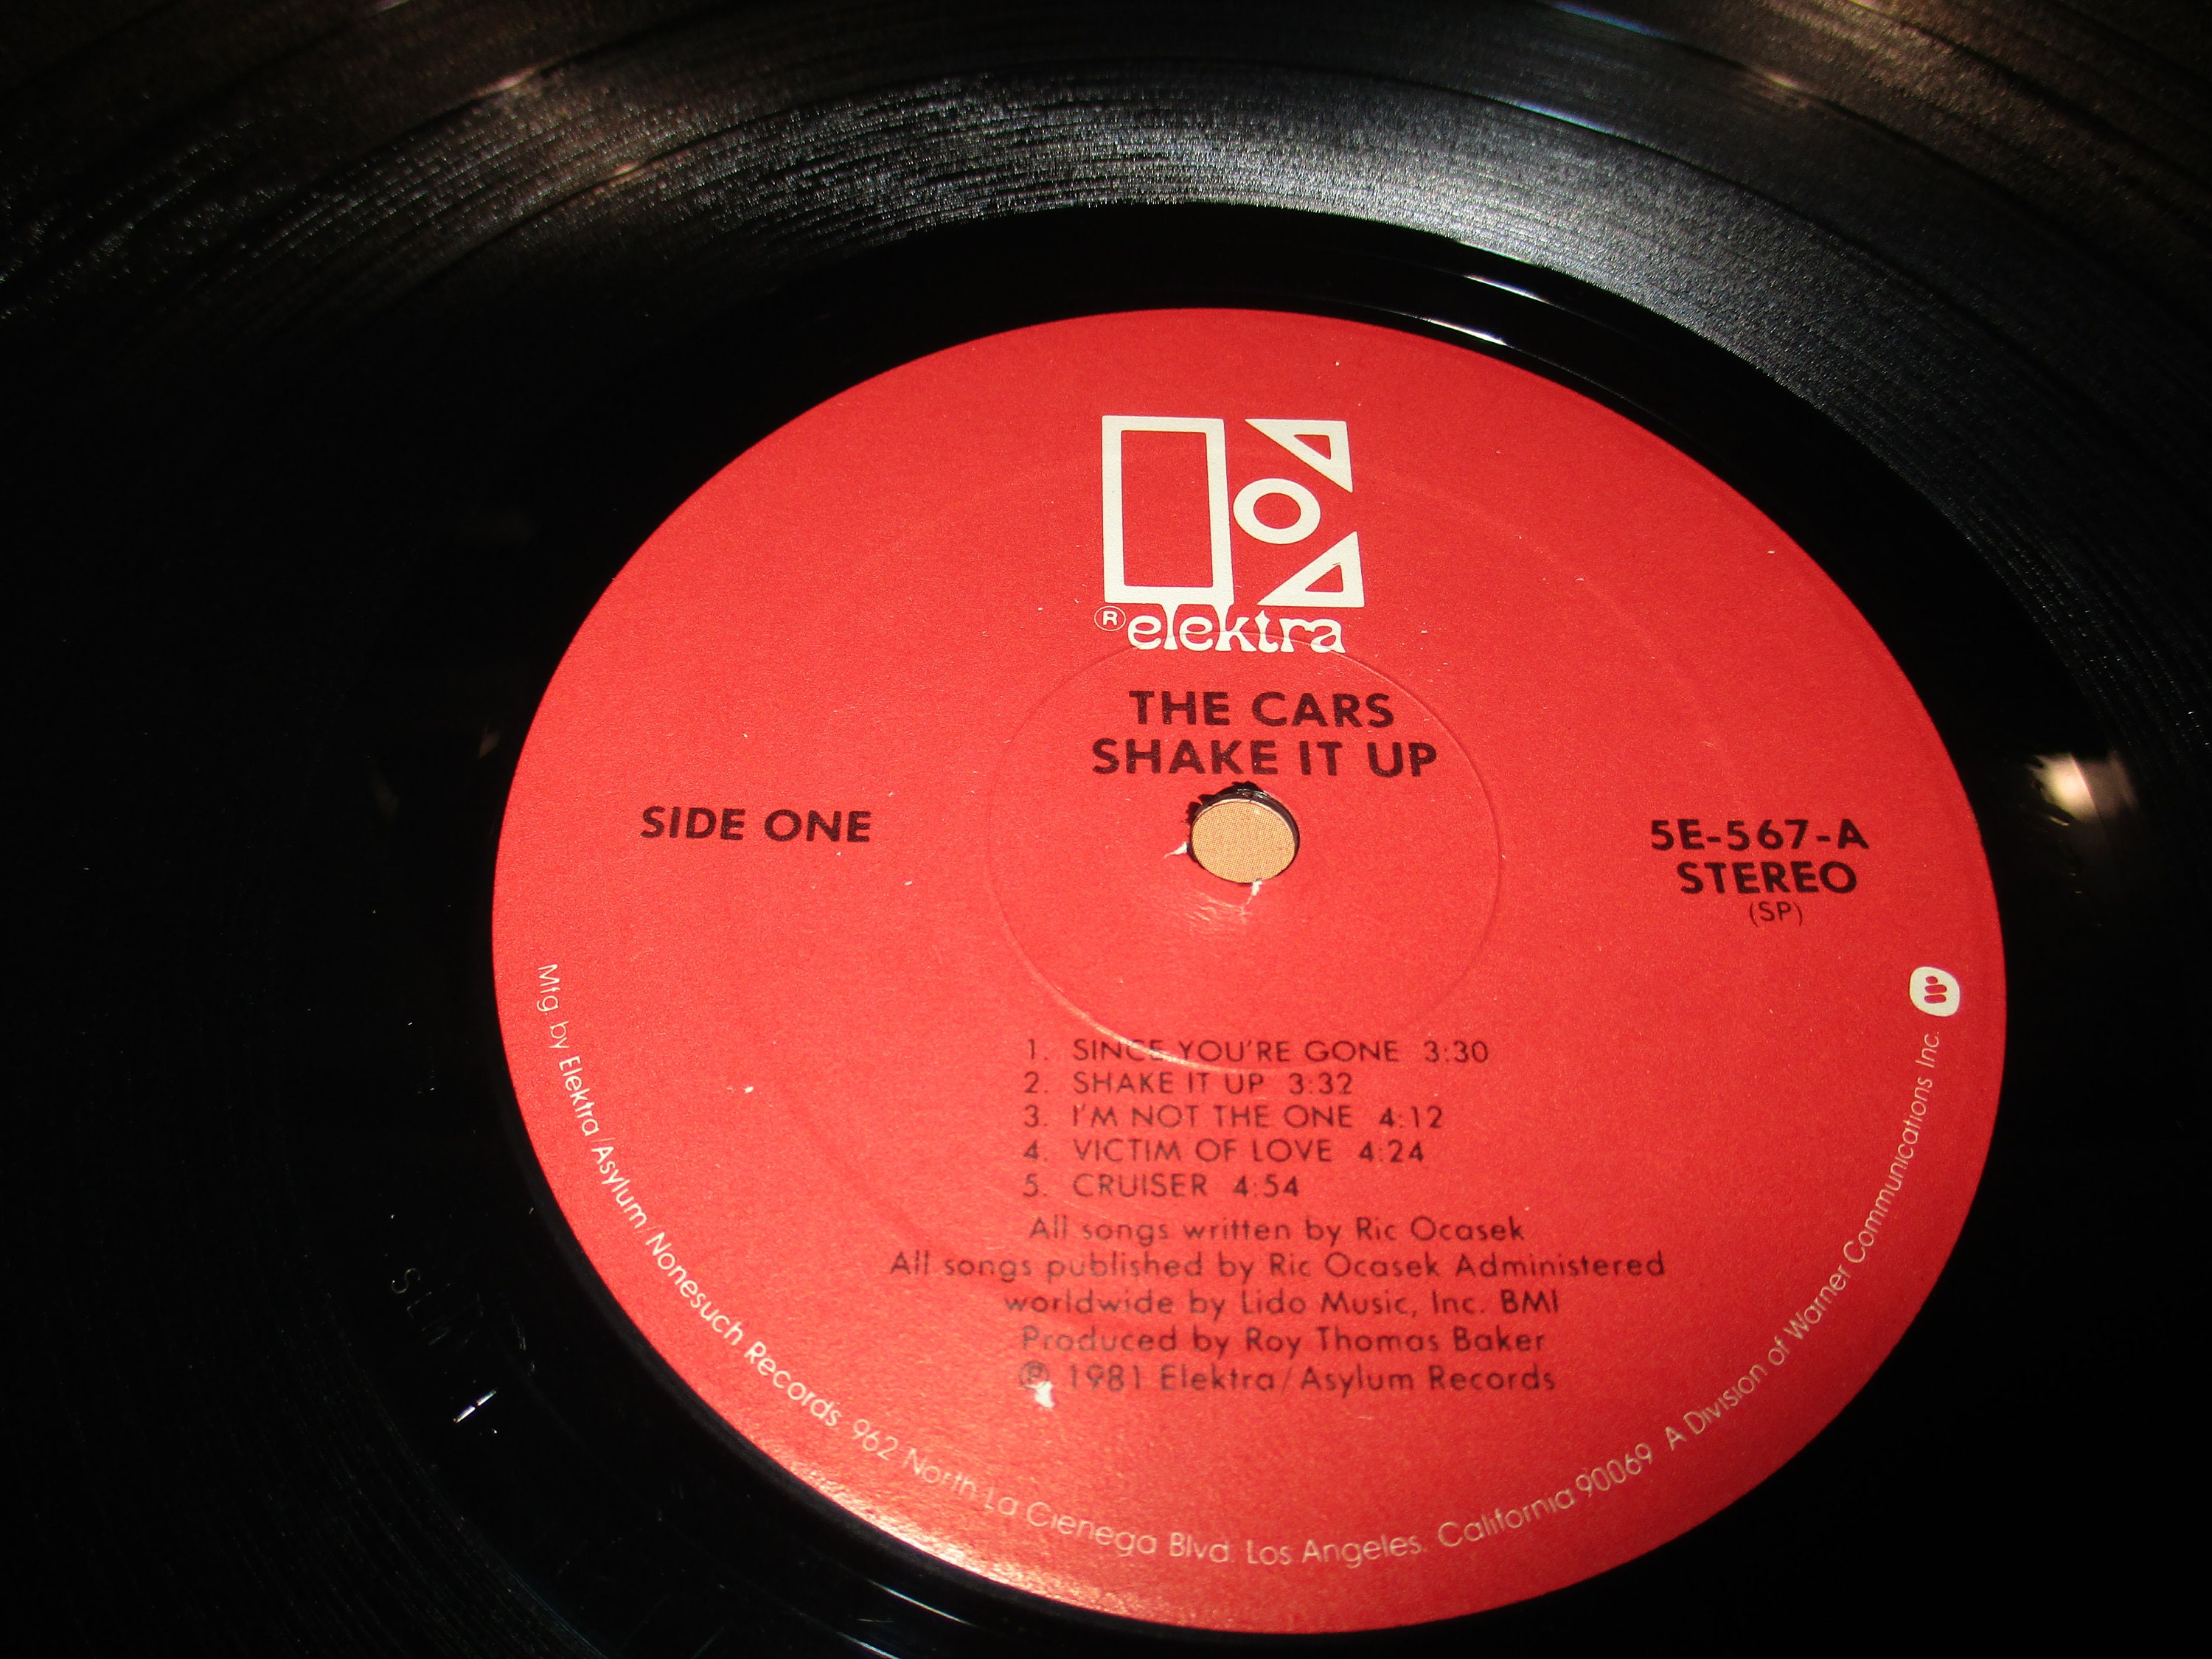 ® elektra
THE CARS
SHAKE IT UP
SIDE ONE
5E-567-A
STEREO
(SP)
1. SINCE YOU'RE GONE 3:30
2. SHAKE IT UP 3:32
3. I'M NOT THE ONE 4:12
4. VICTIM OF LOVE 4:24
5. CRUISER 4:54
All songs written by Ric Ocasek
All songs published by Ric Ocasek Administered
worldwide by Lido Music, Inc. BMI
Produced by Roy Thomas Baker
℗ 1981 Elektra/Asylum Records
Mfg. by Elektra/Asylum/Nonesuch Records. 962 North La Cienega Blvd. Los Angeles. California 90069 A Division of Warner Communications Inc.